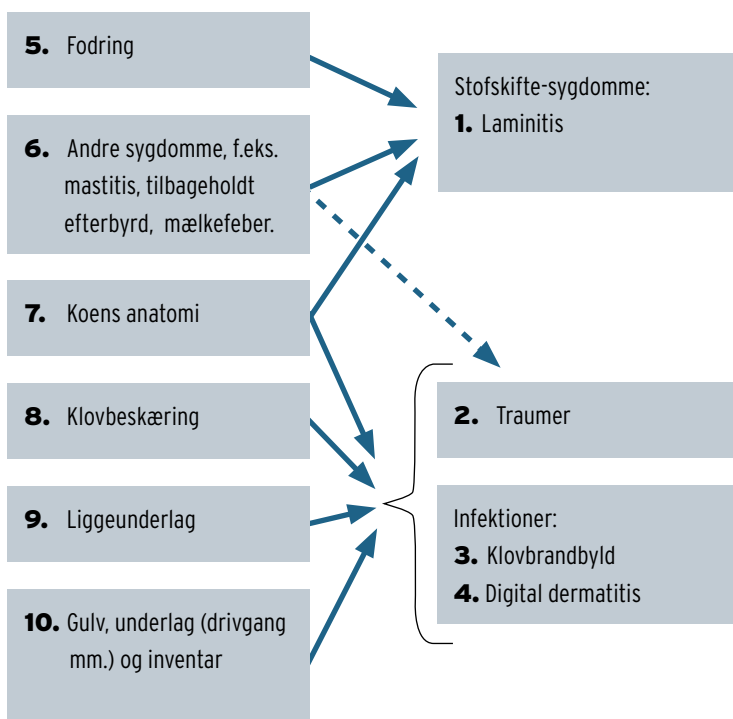 5. Fodring
6. Andre sygdomme, f.eks.
mastitis, tilbageholdt
efterbyrd, mælkefeber.
7. Koens anatomi
8. Klovbeskæring
9. Liggeunderlag
10. Gulv, underlag (drivgang
mm.) og inventar
Stofskifte-sygdomme:
1. Laminitis
2. Traumer
Infektioner:
3. Klovbrandbyld
4. Digital dermatitis